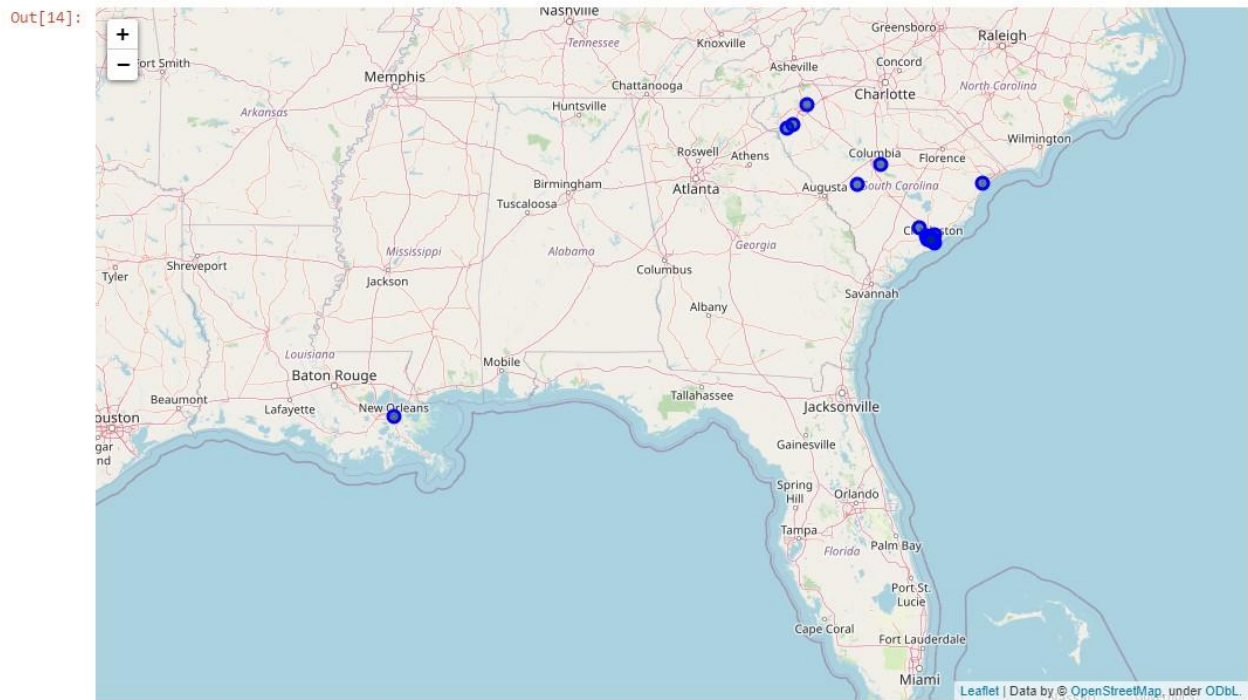 Out[14]:
+
−
Nashville
Greensboro
Raleigh
Knoxville
Tennessee
Fort Smith
Asheville
Concord
Memphis
Chattanooga
Charlotte
North Carolina
Huntsville
Arkansas
Wilmington
Roswell
Athens
Columbia
Florence
Atlanta
Birmingham
Augusta
South Carolina
Tuscaloosa
Mississippi
Alabama
Georgia
Shreveport
Columbus
Tyler
Jackson
Savannah
Albany
Louisiana
Mobile
Baton Rouge
Tallahassee
Beaumont
Lafayette
New Orleans
Jacksonville
Gainesville
Spring
Hill
Orlando
Tampa
Palm Bay
Florida
Port St.
Lucie
Cape Coral
Fort Lauderdale
Miami
Leaflet | Data by © OpenStreetMap, under ODbL.